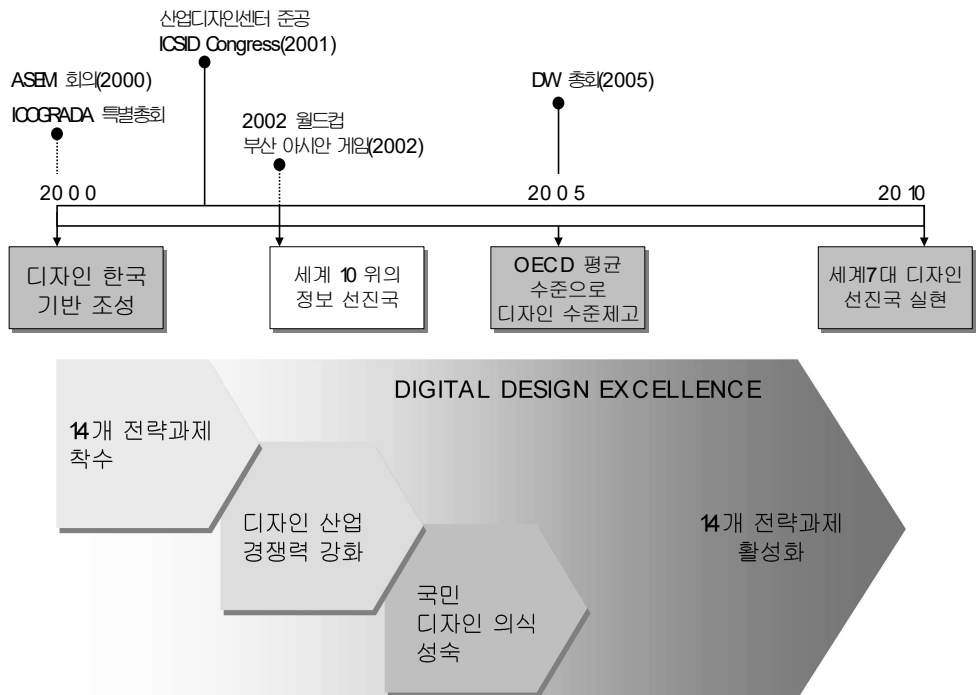 산업디자인센터 준공
ICSID Congress(2001)
ASEM 회의(2000)
ICOGRADA 특별총회
DW 총회(2005)
2002 월드컵
부산 아시안 게임(2002)
2000
2005
2010
디자인 한국
기반 조성
세계 10 위의
정보 선진국
OECD 평균
수준으로
디자인 수준제고
세계7대 디자인
선진국 실현
DIGITAL DESIGN EXCELLENCE
14개 전략과제
착수
디자인 산업
경쟁력 강화
14개 전략과제
활성화
국민
디자인 의식
성숙